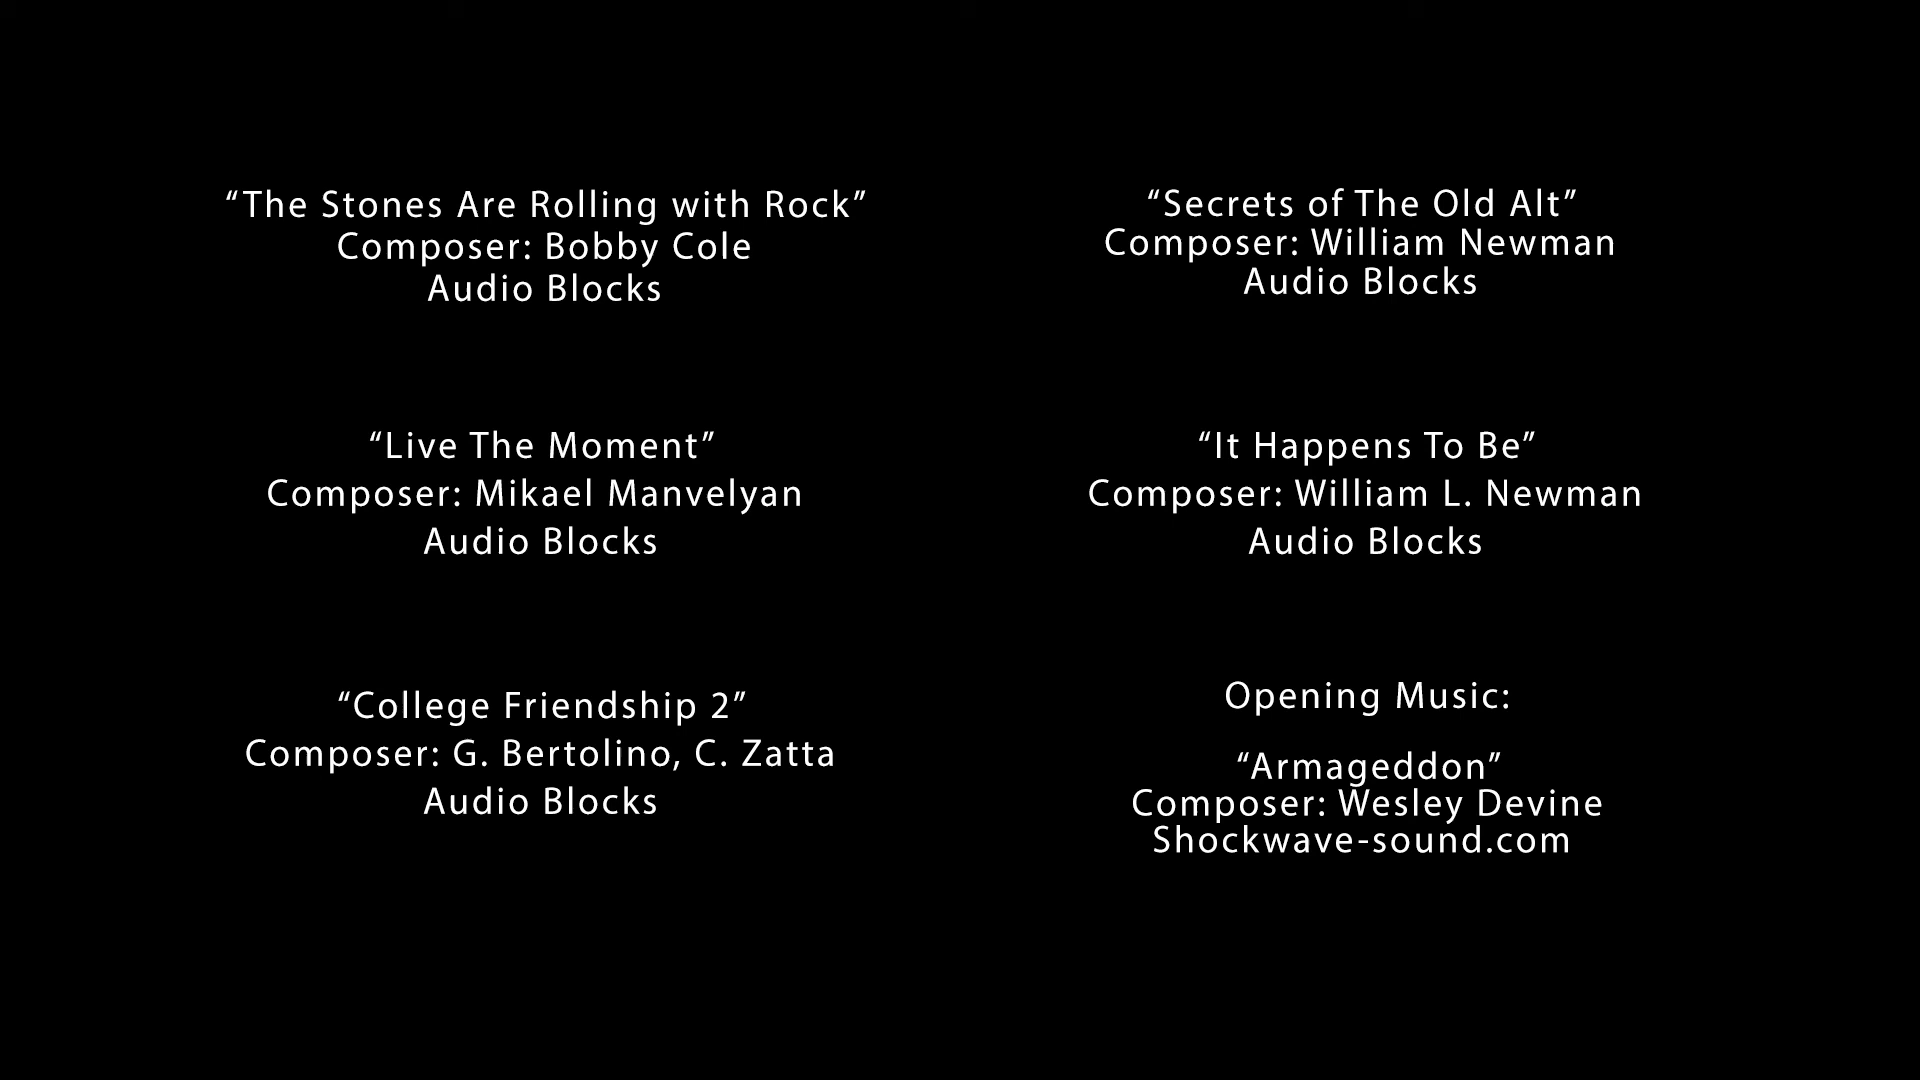 “The Stones Are Rolling with Rock”
Composer: Bobby Cole
Audio Blocks
“Secrets of The Old Alt”
Composer: William Newman
Audio Blocks
“Live The Moment”
Composer: Mikael Manvelyan
Audio Blocks
“It Happens To Be”
Composer: William L. Newman
Audio Blocks
“College Friendship 2”
Composer: G. Bertolino, C. Zatta
Audio Blocks
Opening Music:
“Armageddon”
Composer: Wesley Devine
Shockwave-sound.com